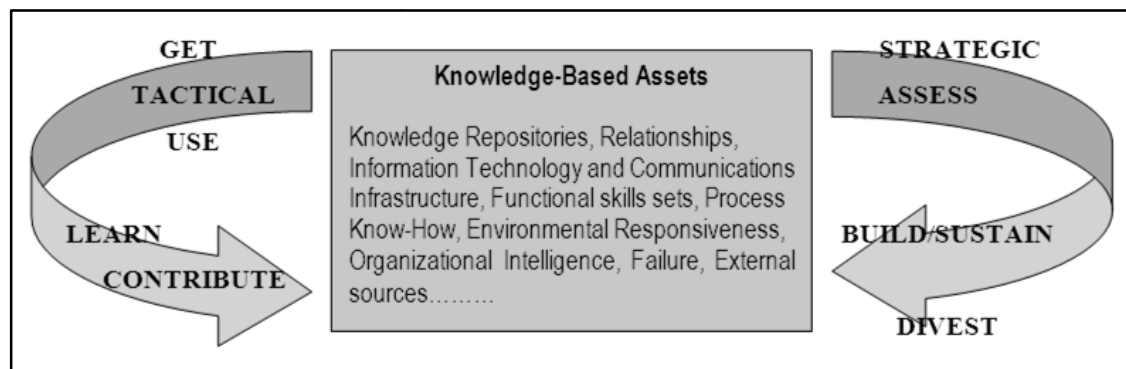 GET
TACTICAL
USE
LEARN
CONTRIBUTE
Knowledge-Based Assets
Knowledge Repositories, Relationships,
Information Technology and Communications
Infrastructure, Functional skills sets, Process
Know-How, Environmental Responsiveness,
Organizational Intelligence, Failure, External
sources………
STRATEGIC
ASSESS
BUILD/SUSTAIN
DIVEST